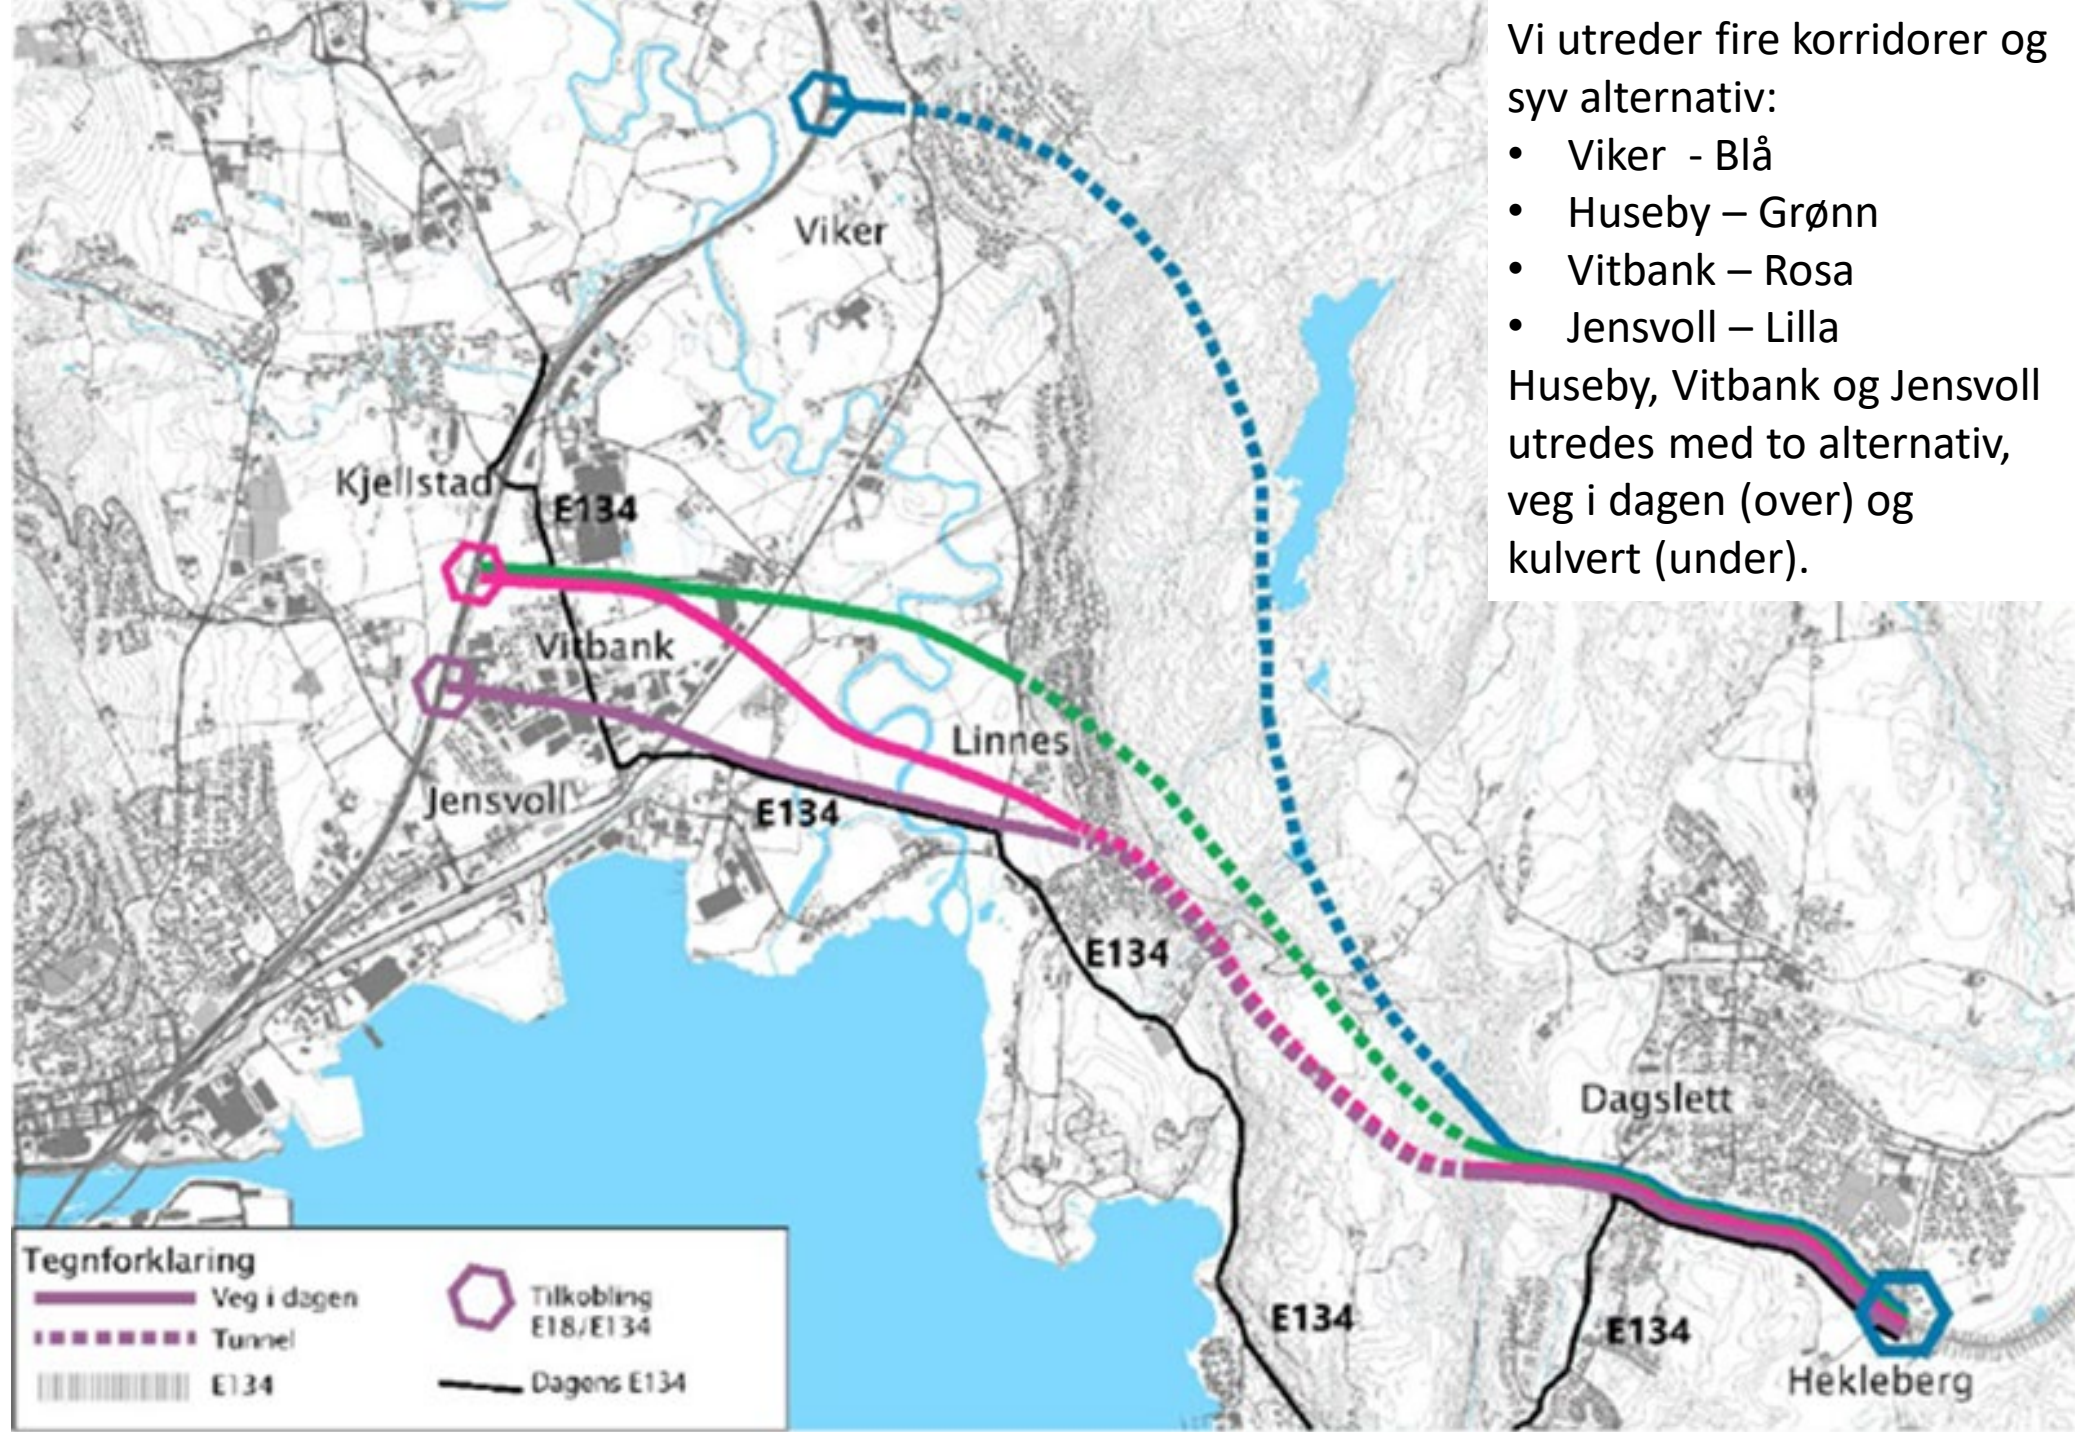 Vi utreder fire korridorer og
syv alternativ:
• Viker - Blå
• Huseby – Grønn
• Vitbank – Rosa
• Jensvoll – Lilla
Huseby, Vitbank og Jensvoll
utredes med to alternativ,
veg i dagen (over) og
kulvert (under).
Viker
Kjellstad
E134
Vitbank
Linnes
Jensvoll
E134
E134
Dagslett
E134
E134
Hekleberg
Tegnforklaring
Veg i dagen
Tunnel
E134
Tilkobling
E18/E134
Dagens E134